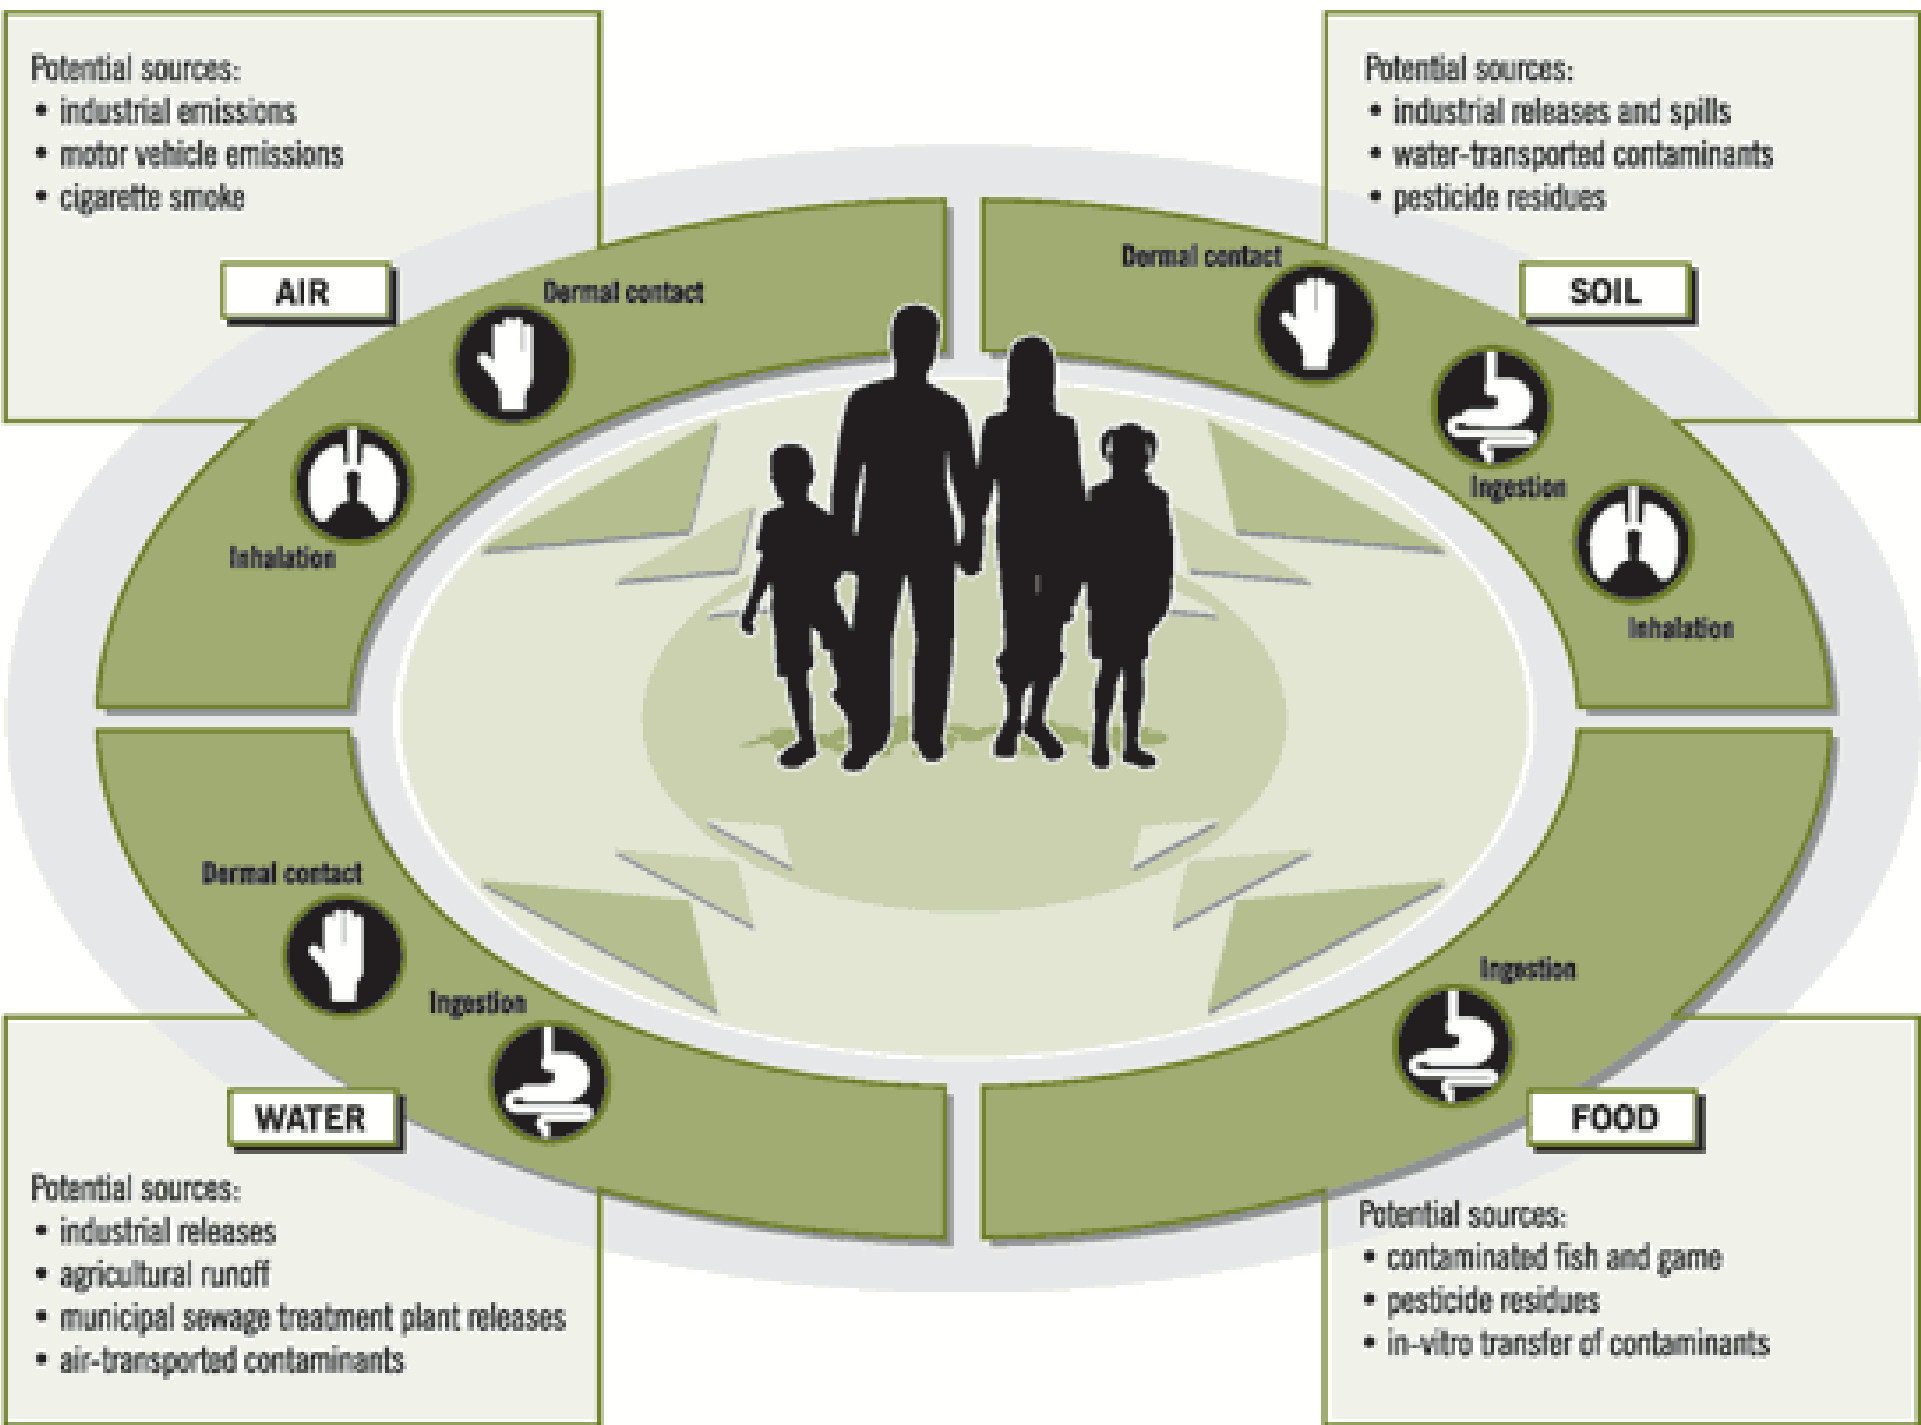 Potential sources:
• industrial emissions
• motor vehicle emissions
• cigarette smoke
AIR
Dermal contact
Inhalation
Potential sources:
• industrial releases and spills
• water-transported contaminants
• pesticide residues
SOIL
Dermal contact
Ingestion
Inhalation
Dermal contact
Ingestion
WATER
Potential sources:
• industrial releases
• agricultural runoff
• municipal sewage treatment plant releases
• air-transported contaminants
Ingestion
FOOD
Potential sources:
• contaminated fish and game
• pesticide residues
• in-vitro transfer of contaminants